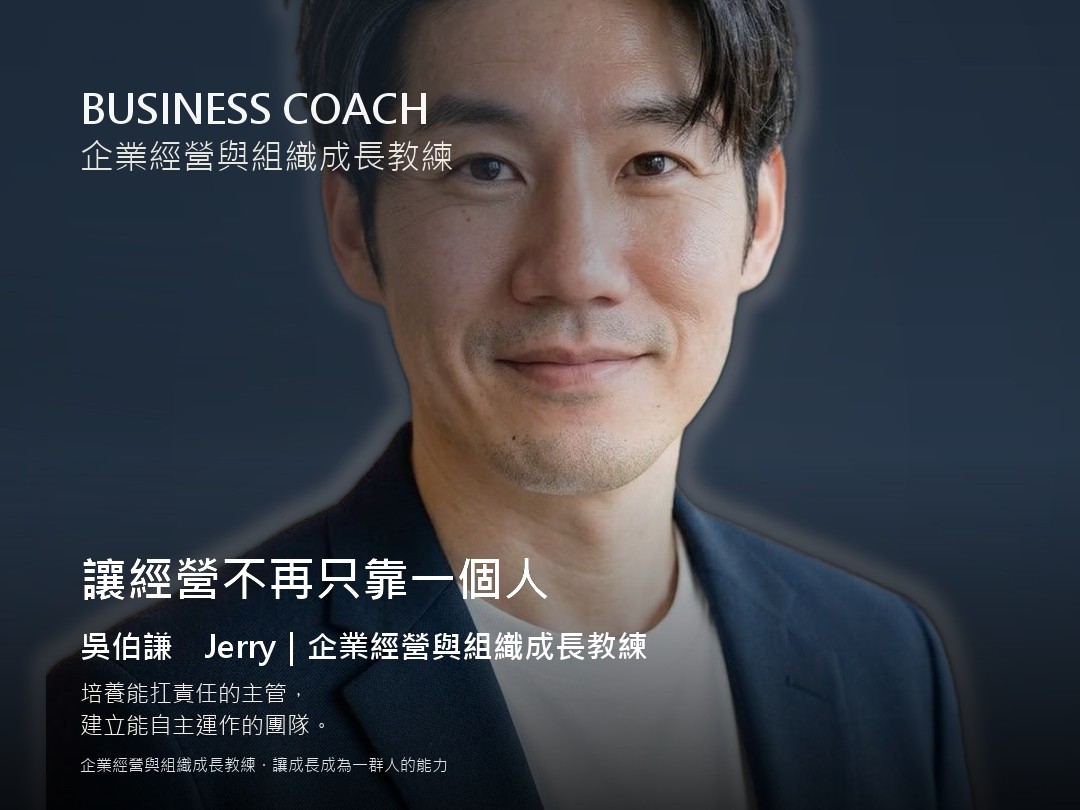 BUSINESS COACH
企業經營與組織成長教練
讓經營不再只靠一個人
吳伯謙　Jerry｜企業經營與組織成長教練
培養能扛責任的主管，
建立能自主運作的團隊。
企業經營與組織成長教練・讓成長成為一群人的能力